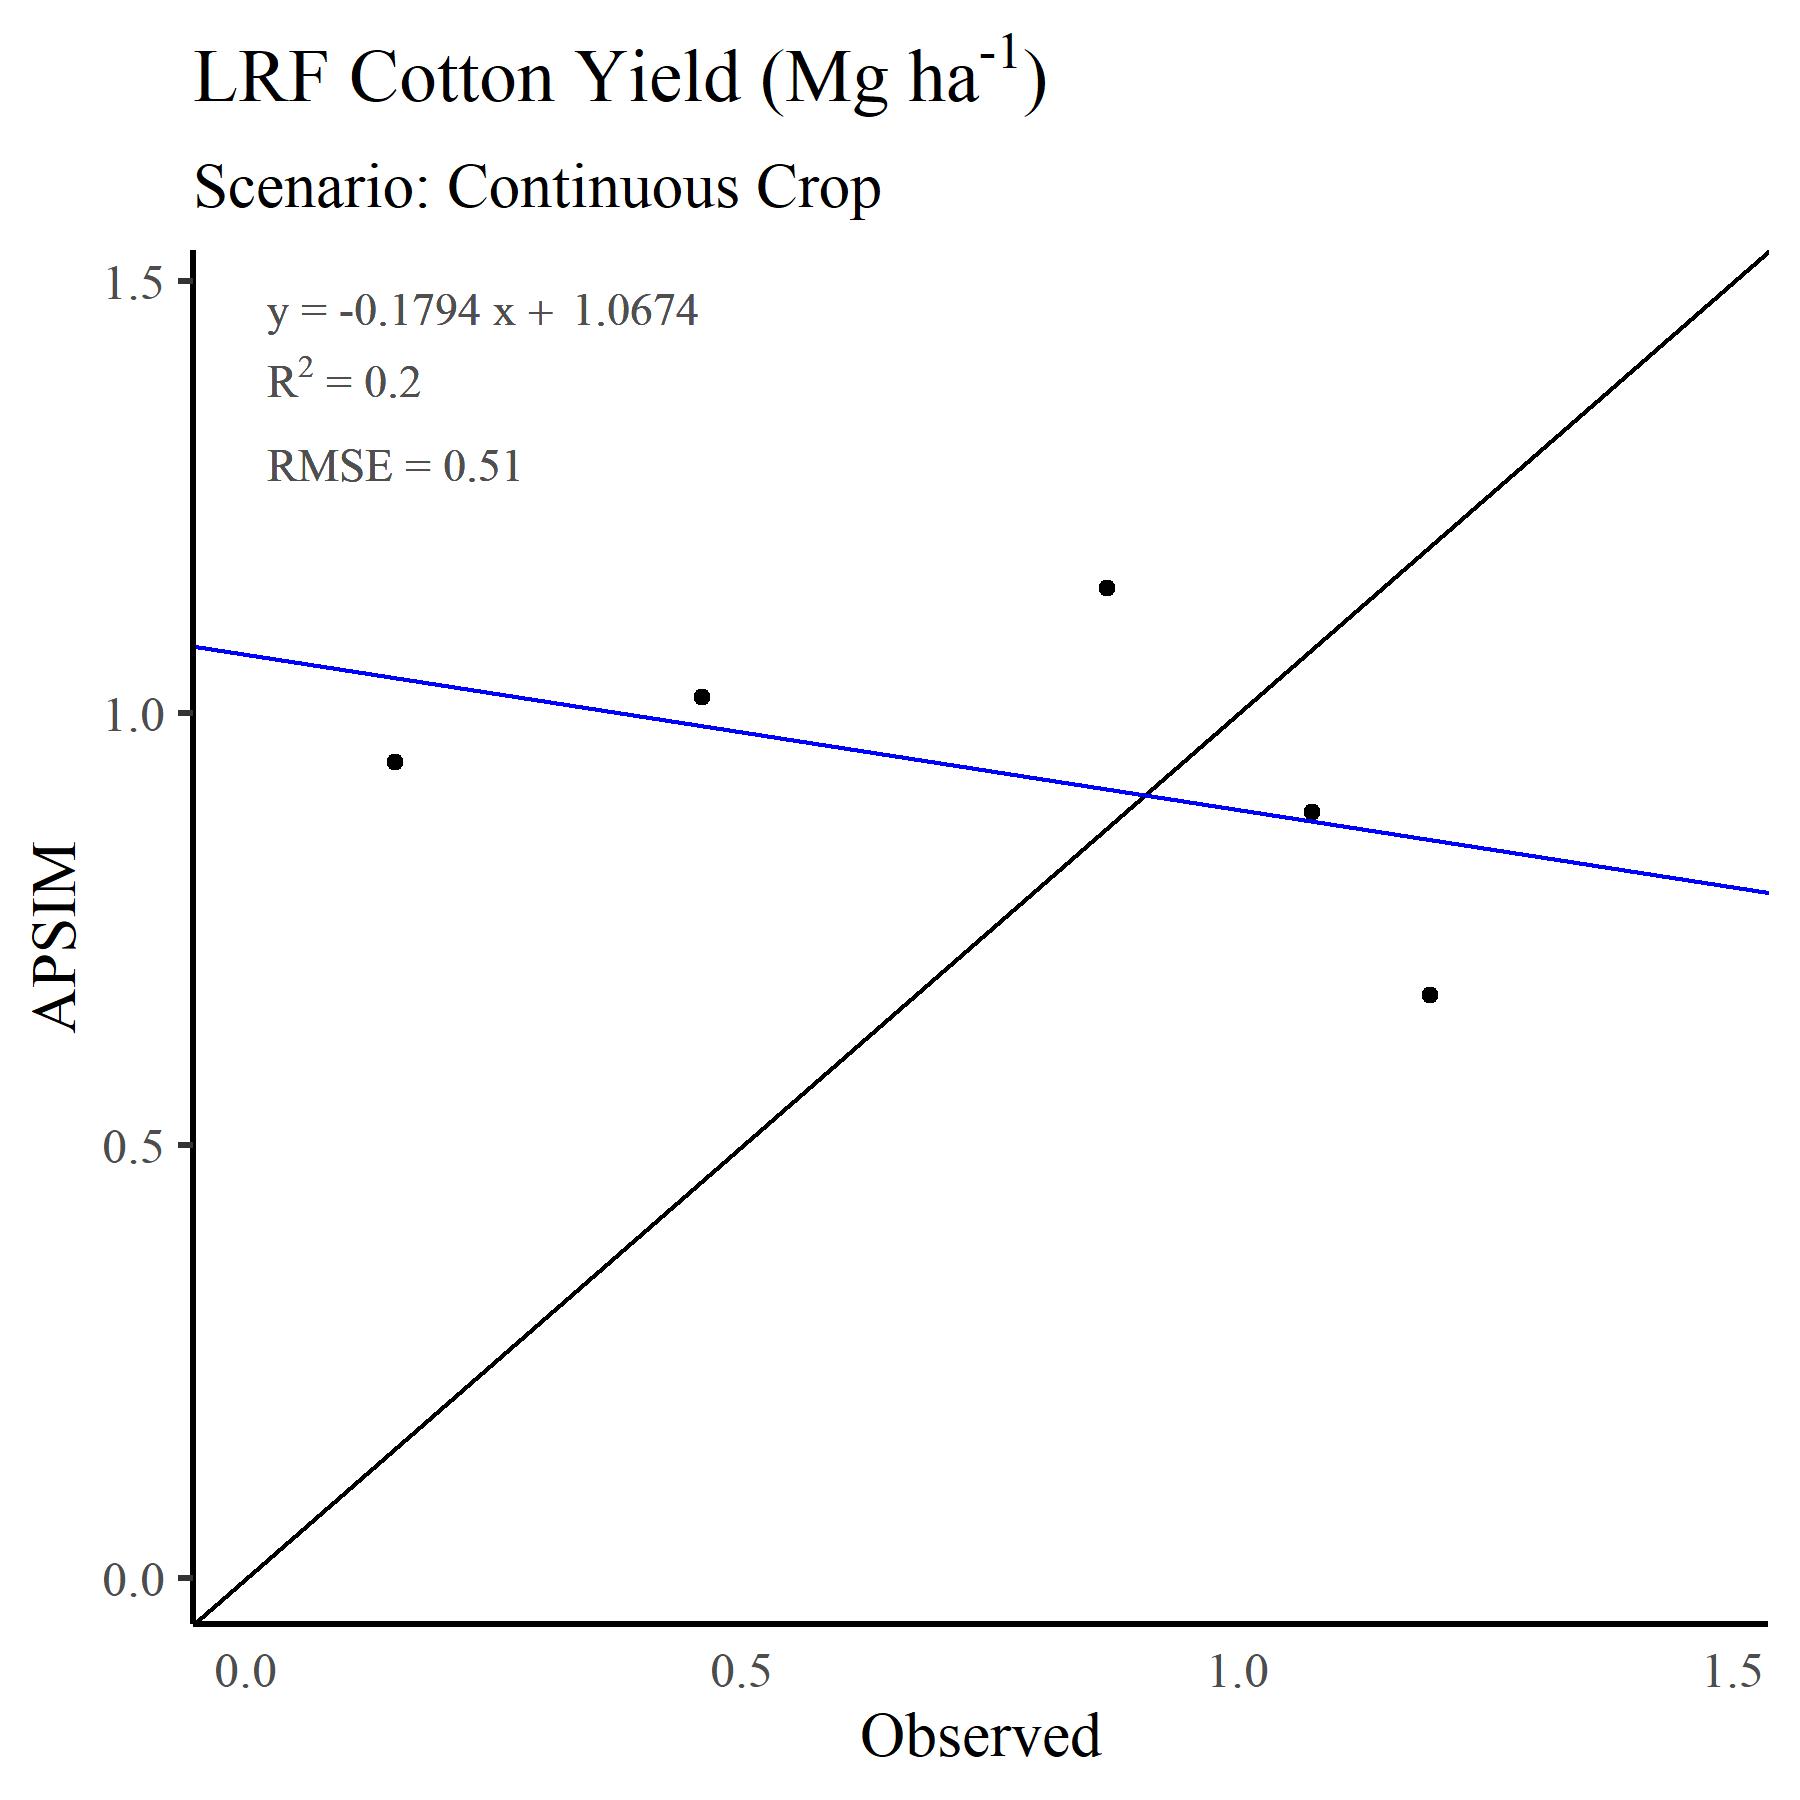 LRF Cotton Yield (Mg ha⁻¹)
Scenario: Continuous Crop
1.5
y = -0.1794 x + 1.0674
R² = 0.2
RMSE = 0.51
1.0
APSIM
0.5
0.0
0.0 0.5 1.0 1.5
Observed